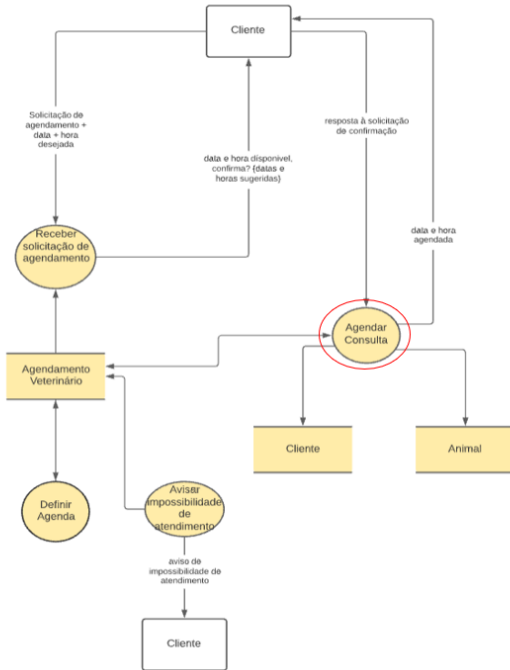 Cliente
Solicitação de
agendamento +
data + hora
desejada
resposta à solicitação
de confirmação
data e hora disponivel,
confirma? {datas e
horas sugeridas}
data e hora
agendada
Receber
solicitação de
agendamento
Agendar
Consulta
Agendamento
Veterinário
Cliente
Animal
Definir
Agenda
Avisar
impossibilidade
de
atendimento
aviso de
impossibilidade de
atendimento
Cliente